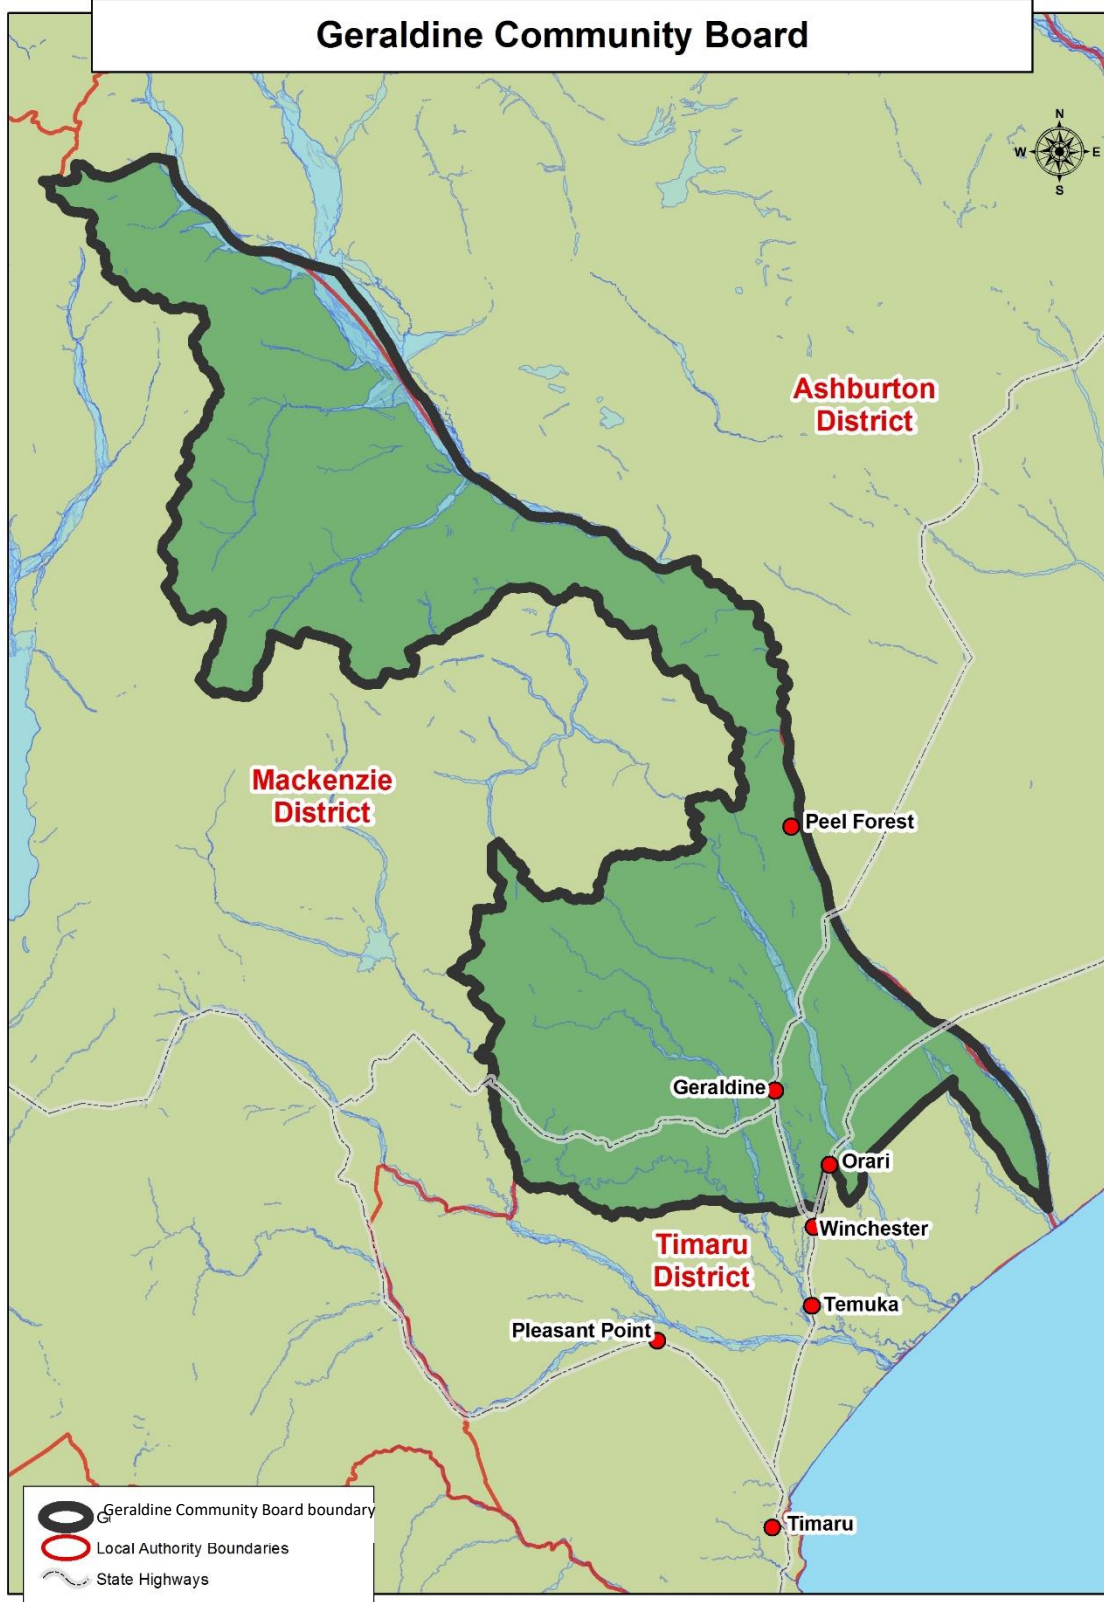 Geraldine Community Board
N
W
E
S
Ashburton
District
Mackenzie
District
Peel Forest
Geraldine
Orari
Winchester
Timaru
District
Temuka
Pleasant Point
Timaru
Geraldine Community Board boundary
Local Authority Boundaries
State Highways